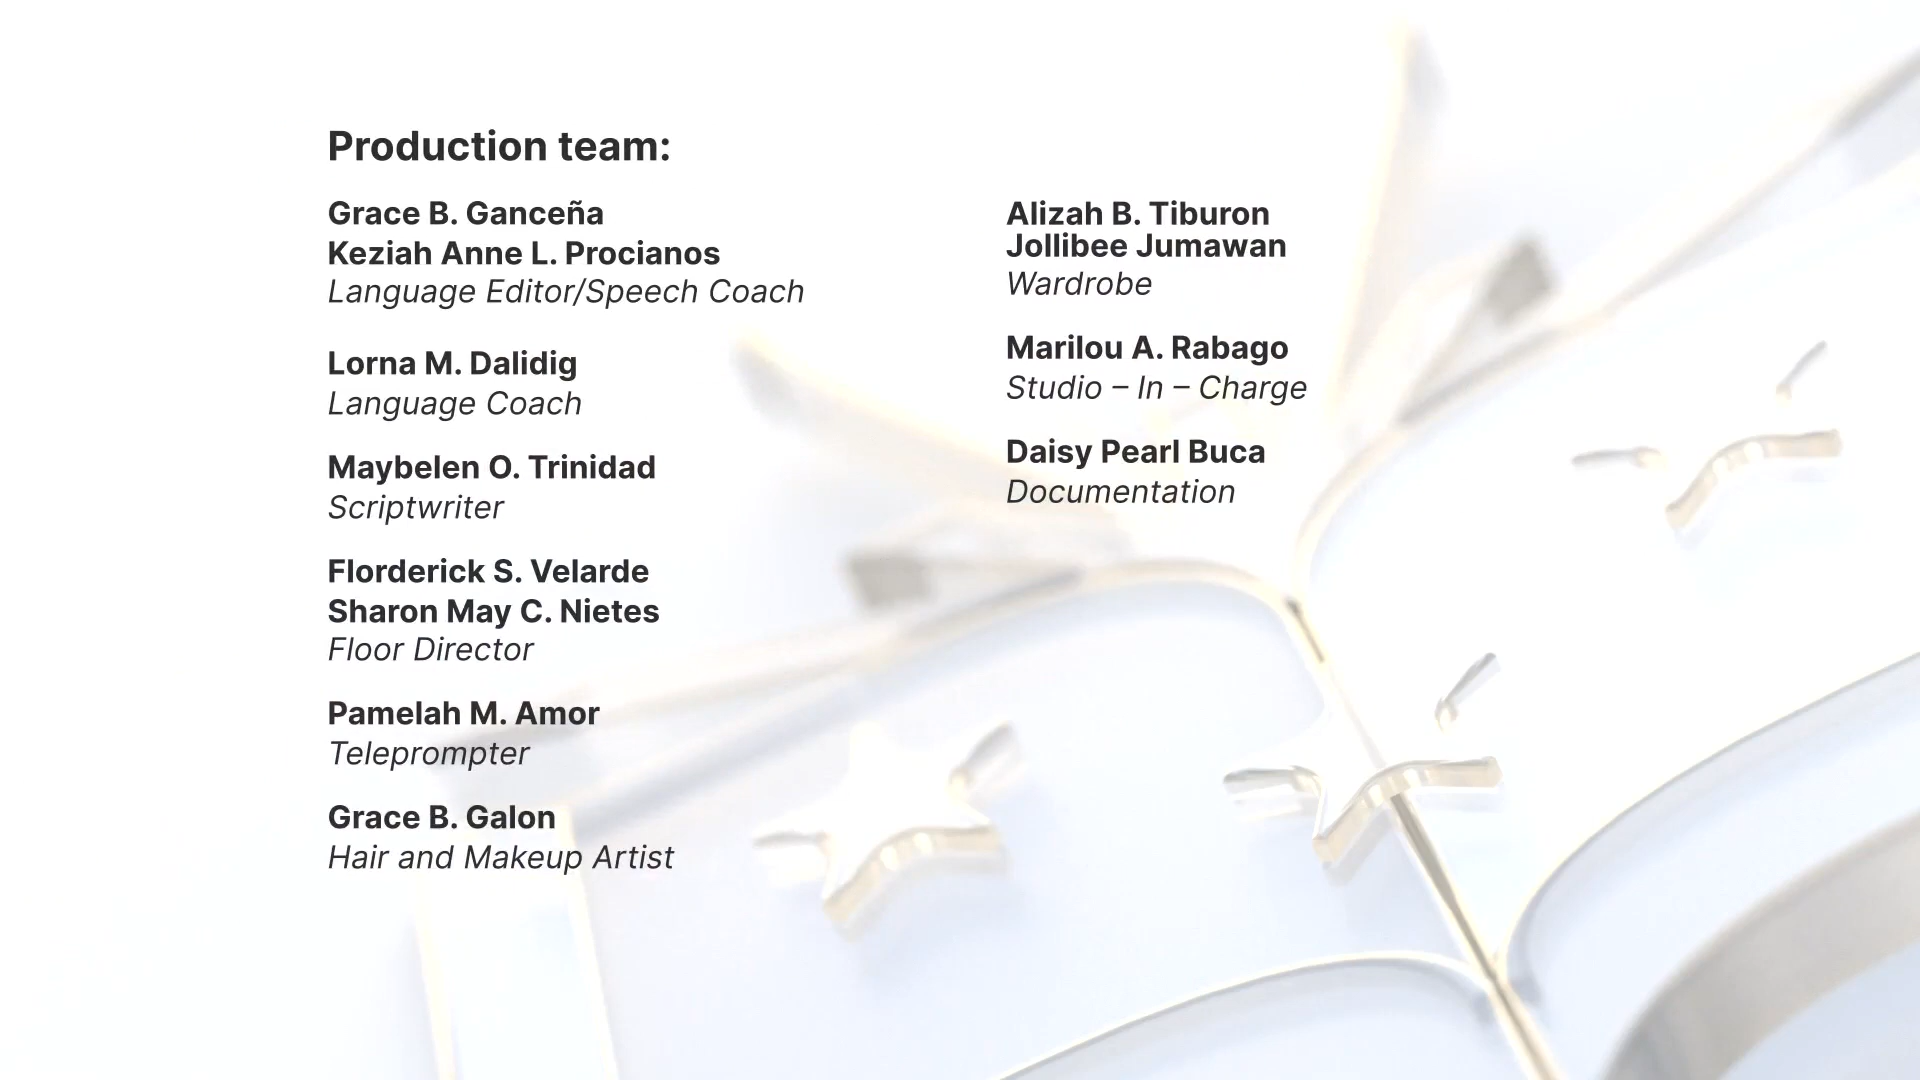 Production team:
Grace B. Ganceña
Keziah Anne L. Procianos
Language Editor/Speech Coach
Lorna M. Dalidig
Language Coach
Maybelen O. Trinidad
Scriptwriter
Florderick S. Velarde
Sharon May C. Nietes
Floor Director
Pamelah M. Amor
Teleprompter
Grace B. Galon
Hair and Makeup Artist
Alizah B. Tiburon
Jollibee Jumawan
Wardrobe
Marilou A. Rabago
Studio – In – Charge
Daisy Pearl Buca
Documentation